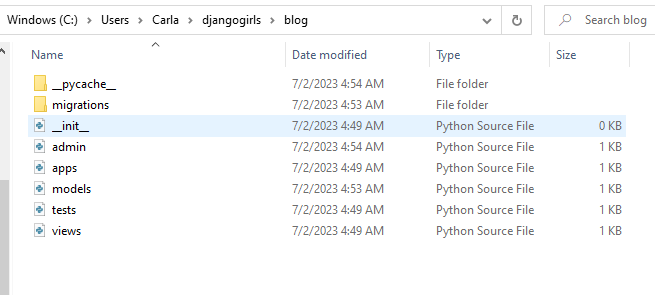 Windows (C:) > Users > Carla > djangogirls > blog Search blog
Name Date modified Type Size
__pycache__ 7/2/2023 4:54 AM File folder
migrations 7/2/2023 4:53 AM File folder
__init__ 7/2/2023 4:49 AM Python Source File 0 KB
admin 7/2/2023 4:54 AM Python Source File 1 KB
apps 7/2/2023 4:49 AM Python Source File 1 KB
models 7/2/2023 4:53 AM Python Source File 1 KB
tests 7/2/2023 4:49 AM Python Source File 1 KB
views 7/2/2023 4:49 AM Python Source File 1 KB